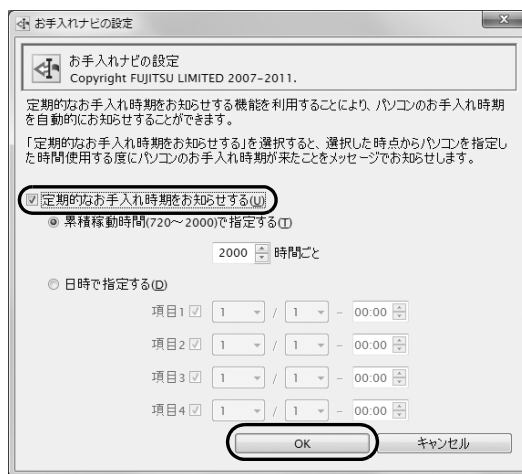 お手入れナビの設定
お手入れナビの設定
Copyright FUJITSU LIMITED 2007-2011.
定期的なお手入れ時期をお知らせする機能を利用することにより、パソコンのお手入れ時期
を自動的にお知らせすることができます。
「定期的なお手入れ時期をお知らせする」を選択すると、選択した時点からパソコンを指定し
た時間使用する度にパソコンのお手入れ時期が来たことをメッセージでお知らせします。
定期的なお手入れ時期をお知らせする(U)
累積稼動時間(720～2000)で指定する(T)
2000 時間ごと
日時で指定する(D)
項目1 1 / 1 - 00:00
項目2 1 / 1 - 00:00
項目3 1 / 1 - 00:00
項目4 1 / 1 - 00:00
OK キャンセル